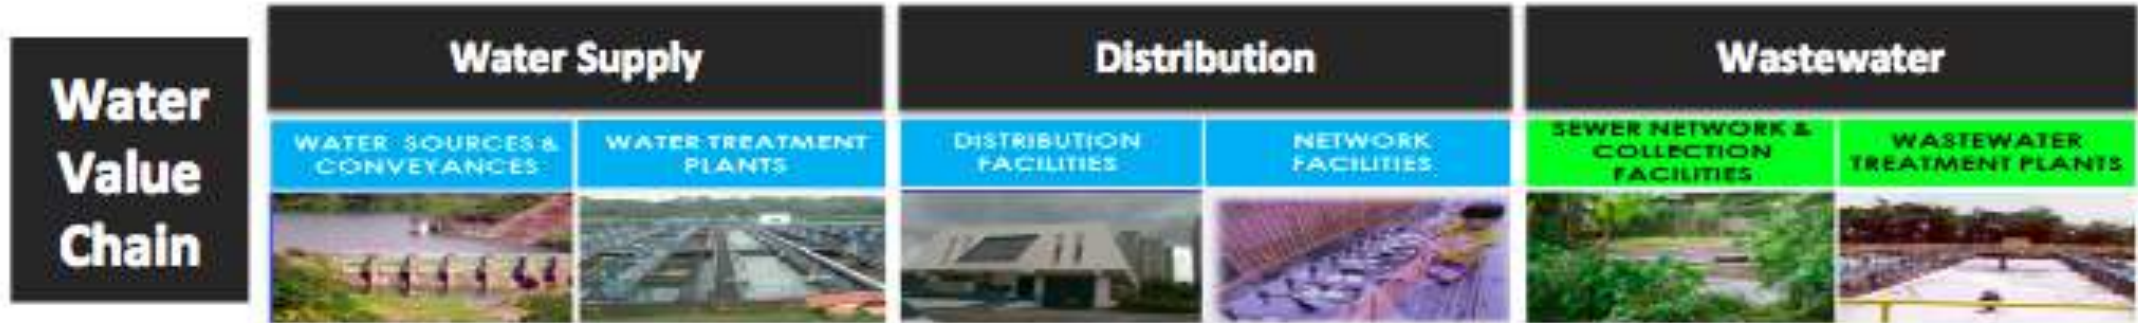 Water
Value
Chain
Water Supply
Distribution
Wastewater
WATER SOURCES &
CONVEYANCES
WATER TREATMENT
PLANTS
DISTRIBUTION
FACILITIES
NETWORK
FACILITIES
SEWER NETWORK &
COLLECTION
FACILITIES
WASTEWATER
TREATMENT PLANTS